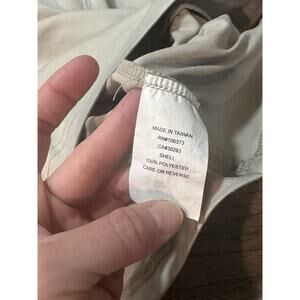 MADE IN TAIWAN
RN#106373
CA#30293
SHELL:
100% POLYESTER
CARE ON REVERSE